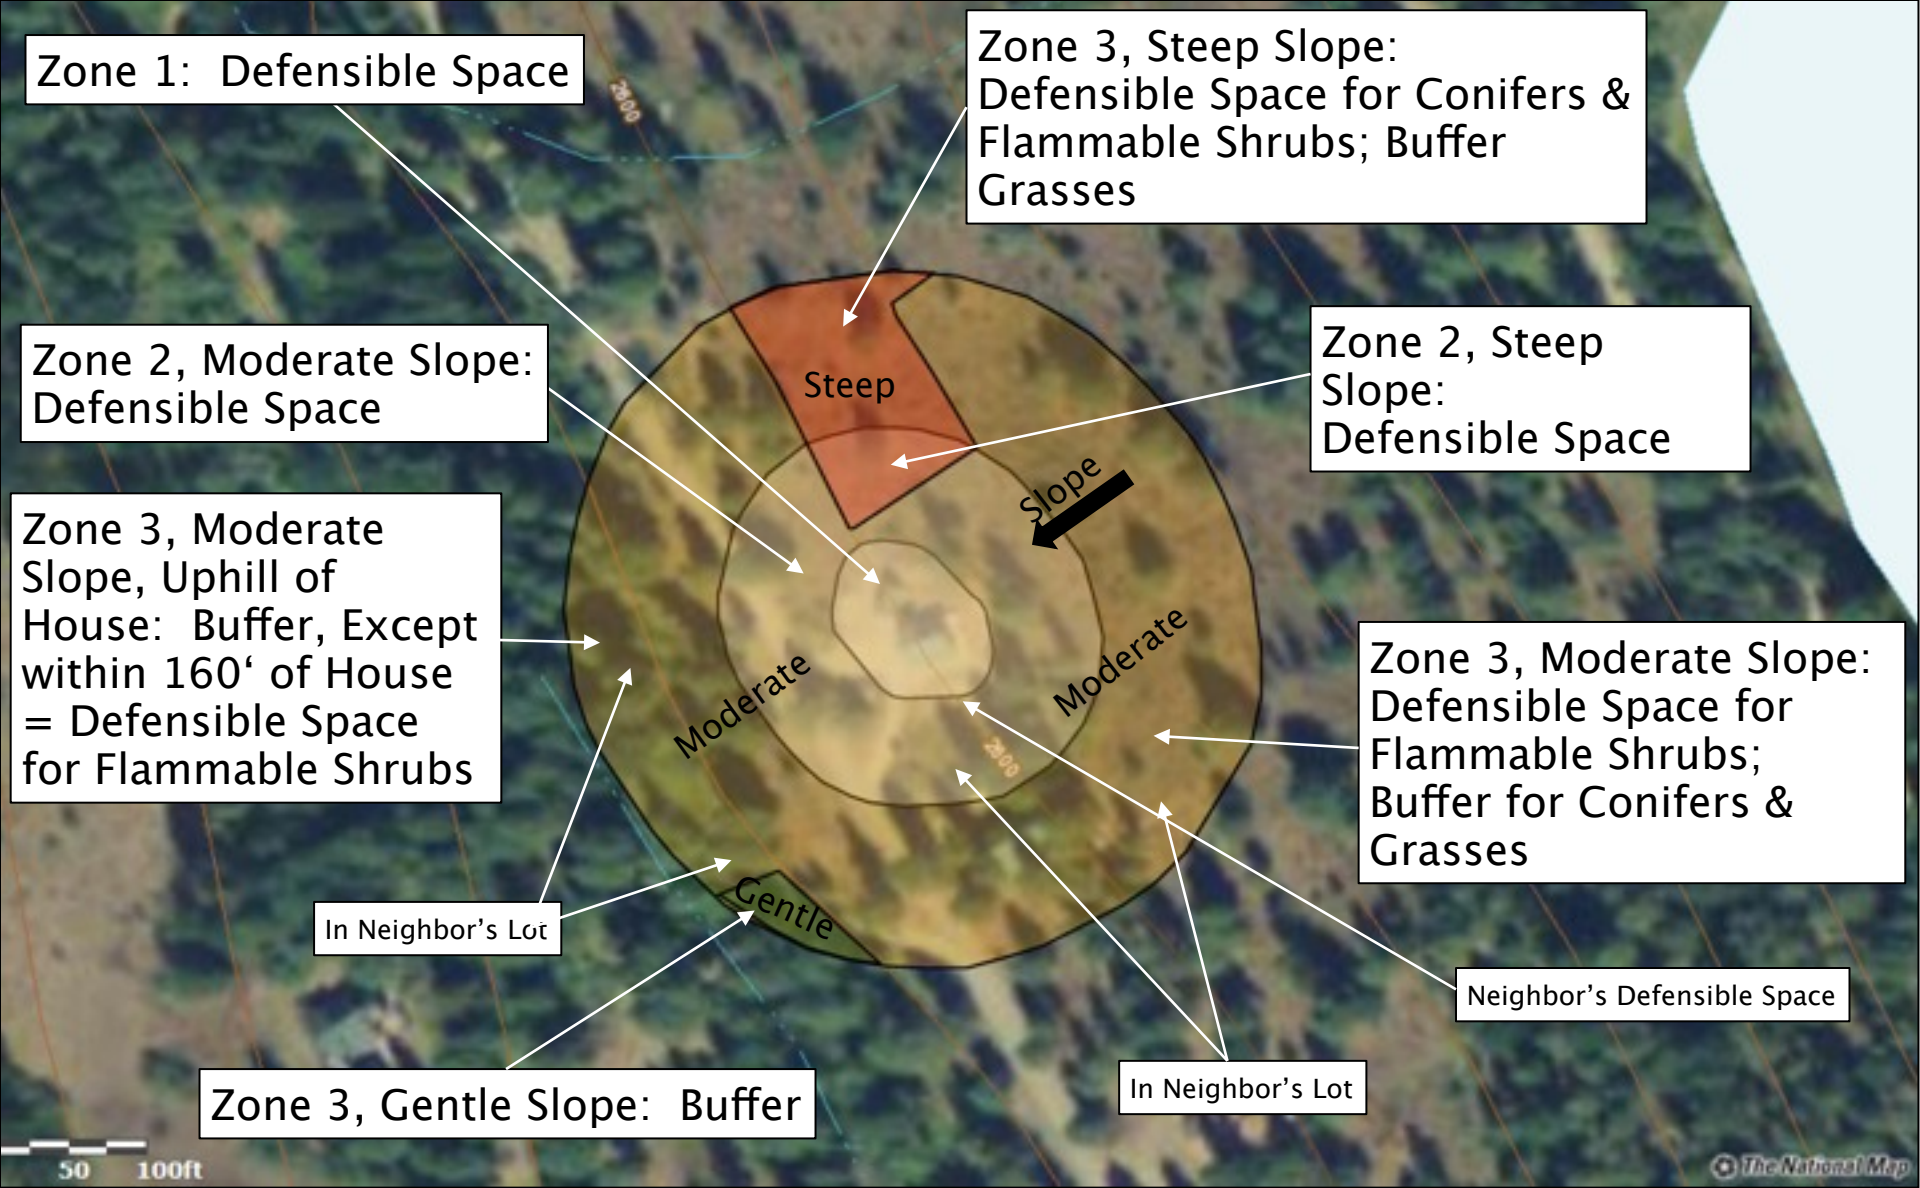 Zone 1:  Defensible Space
2600
Zone 3, Steep Slope:
Defensible Space for Conifers &
Flammable Shrubs; Buffer
Grasses
Zone 2, Moderate Slope:
Defensible Space
Steep
Zone 2, Steep
Slope:
Defensible Space
Slope
Zone 3, Moderate
Slope, Uphill of
House:  Buffer, Except
within 160‘ of House
= Defensible Space
for Flammable Shrubs
Moderate
Moderate
Zone 3, Moderate Slope:
Defensible Space for
Flammable Shrubs;
Buffer for Conifers &
Grasses
2600
Gentle
In Neighbor’s Lot
Neighbor’s Defensible Space
In Neighbor’s Lot
Zone 3, Gentle Slope:  Buffer
50 100ft
The National Map